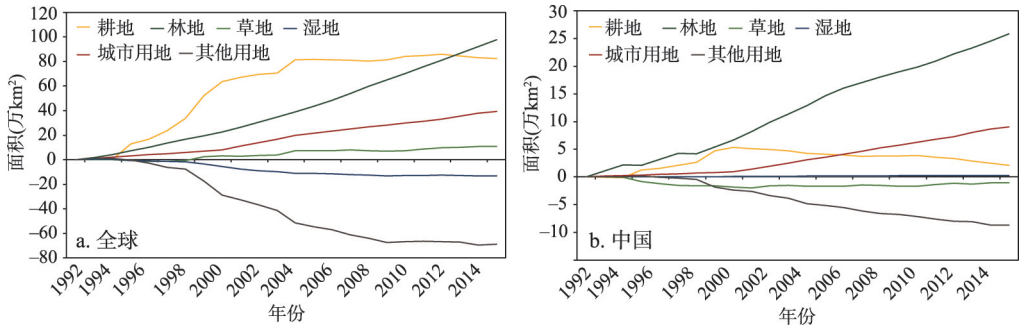 120
100
80
60
40
20
0
−20
−40
−60
−80
面积(万km²)
耕地 林地 草地 湿地
城市用地 其他用地
a. 全球
1992 1994 1996 1998 2000 2002 2004 2006 2008 2010 2012 2014
年份
30
25
20
15
10
5
0
−5
−10
面积(万km²)
耕地 林地 草地 湿地
城市用地 其他用地
b. 中国
1992 1994 1996 1998 2000 2002 2004 2006 2008 2010 2012 2014
年份